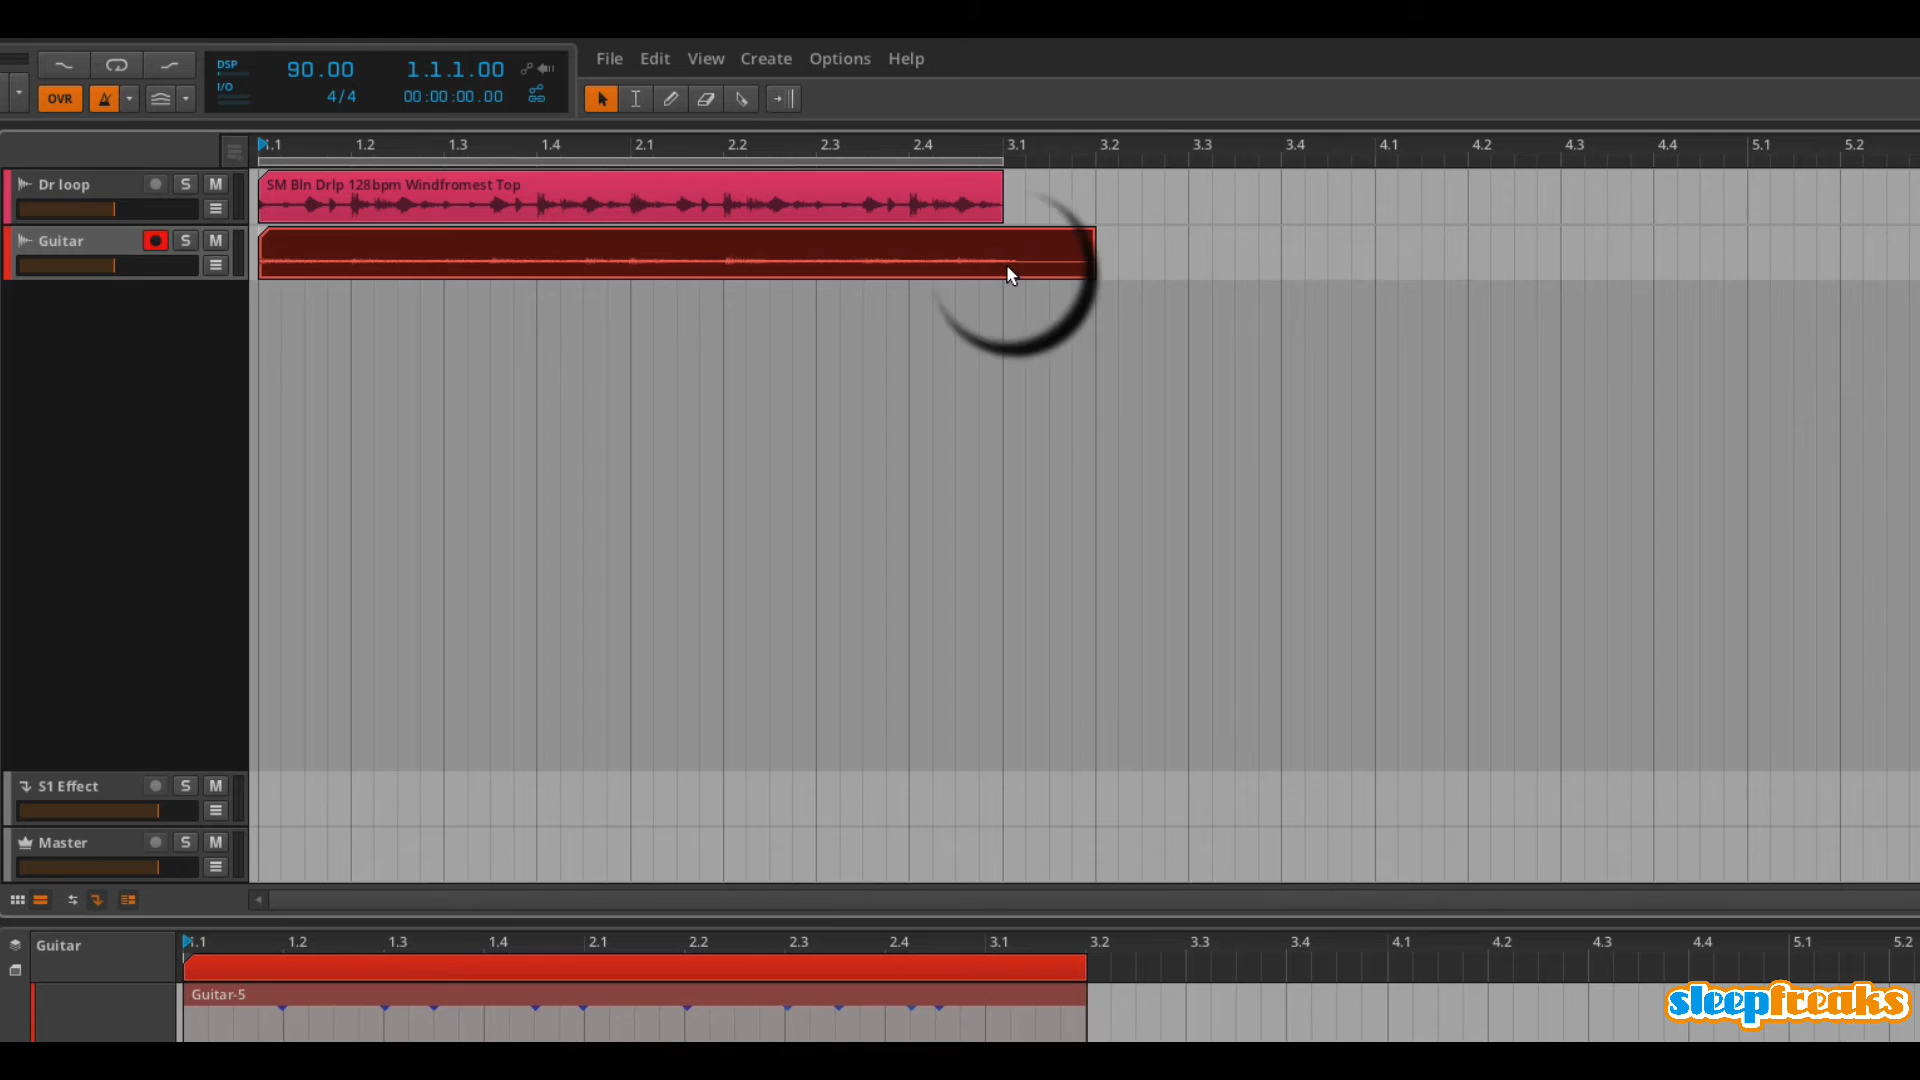 File Edit View Create Options Help
DSP 90.00 1.1.1.00
I/O 4/4 00:00:00.00
OVR
.1 1.2 1.3 1.4 2.1 2.2 2.3 2.4 3.1 3.2 3.3 3.4 4.1 4.2 4.3 4.4 5.1 5.2
Dr loop S M
SM Bln Drlp 128bpm Windfromest Top
Guitar S M
S1 Effect S M
Master S M
Guitar
.1 1.2 1.3 1.4 2.1 2.2 2.3 2.4 3.1 3.2 3.3 3.4 4.1 4.2 4.3 4.4 5.1 5.2
Guitar-5
sleepfreaks